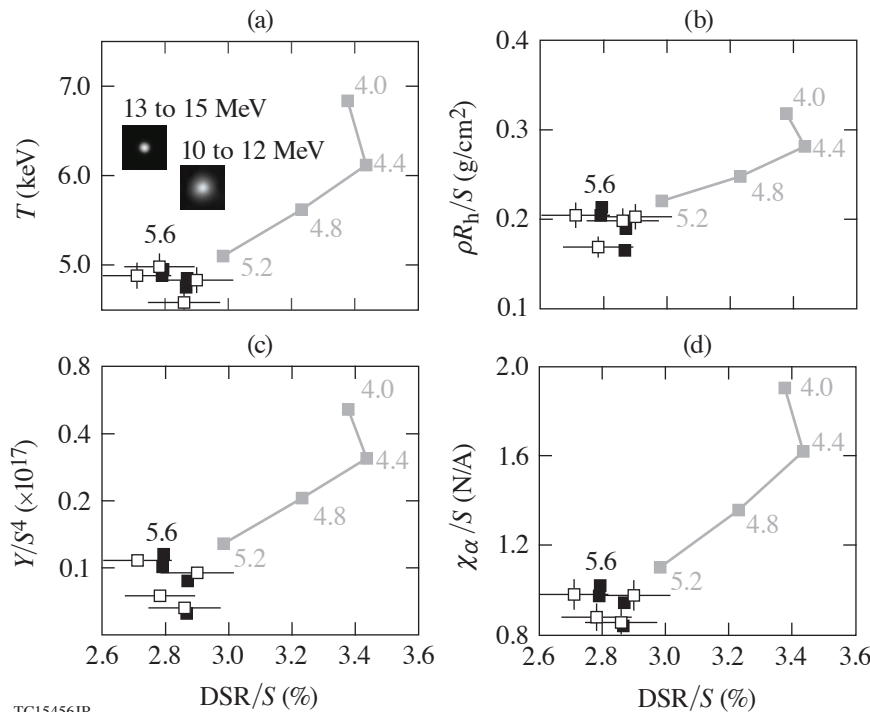 (a)
T (keV)
7.0
6.0
5.0
13 to 15 MeV
10 to 12 MeV
4.0
4.4
4.8
5.2
5.6
(b)
ρR_h/S (g/cm²)
0.4
0.3
0.2
0.1
4.0
4.4
4.8
5.2
5.6
(c)
Y/S⁴ (×10¹⁷)
0.8
0.4
0.2
0.1
4.0
4.4
4.8
5.2
5.6
2.6 2.8 3.0 3.2 3.4 3.6
DSR/S (%)
(d)
χ_α/S (N/A)
2.0
1.6
1.2
0.8
4.0
4.4
4.8
5.2
5.6
2.6 2.8 3.0 3.2 3.4 3.6
DSR/S (%)
TC15456JR